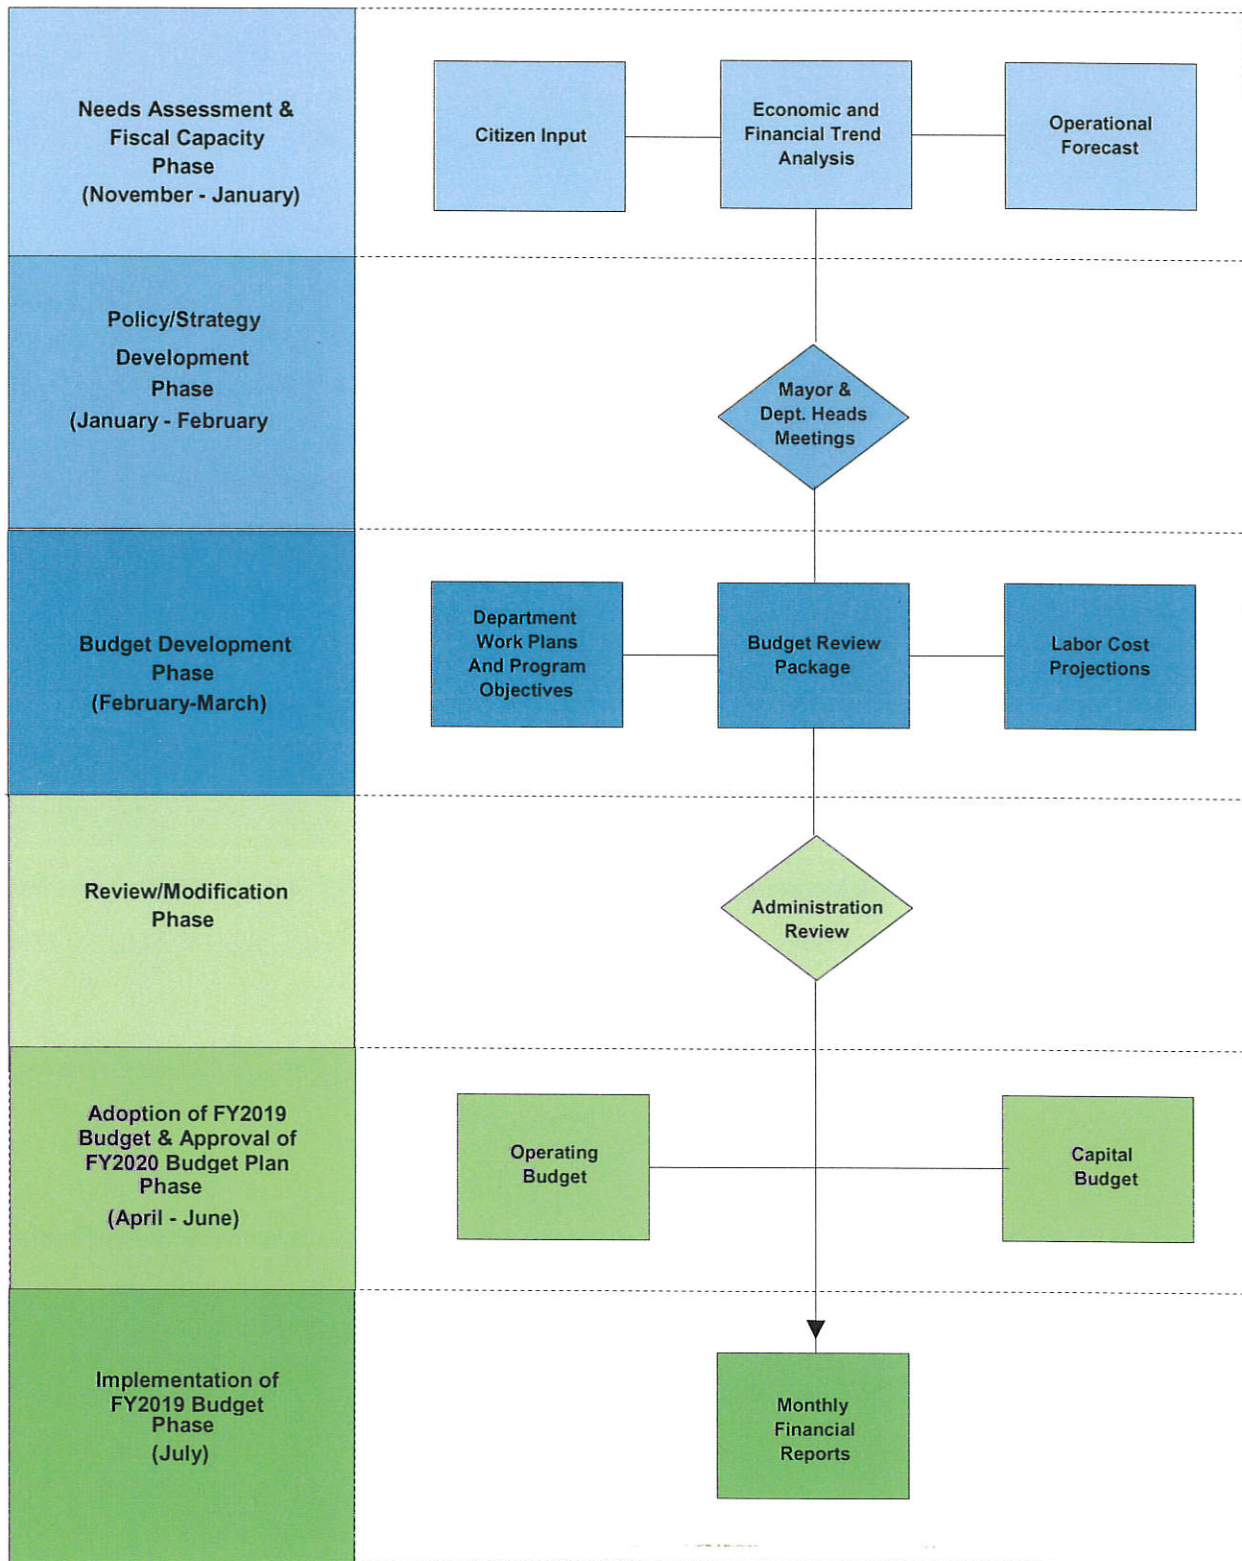 Needs Assessment &
Fiscal Capacity
Phase
(November - January)
Citizen Input
Economic and
Financial Trend
Analysis
Operational
Forecast
Policy/Strategy
Development
Phase
(January - February
Mayor &
Dept. Heads
Meetings
Budget Development
Phase
(February-March)
Department
Work Plans
And Program
Objectives
Budget Review
Package
Labor Cost
Projections
Review/Modification
Phase
Administration
Review
Adoption of FY2019
Budget & Approval of
FY2020 Budget Plan
Phase
(April - June)
Operating
Budget
Capital
Budget
Implementation of
FY2019 Budget
Phase
(July)
Monthly
Financial
Reports